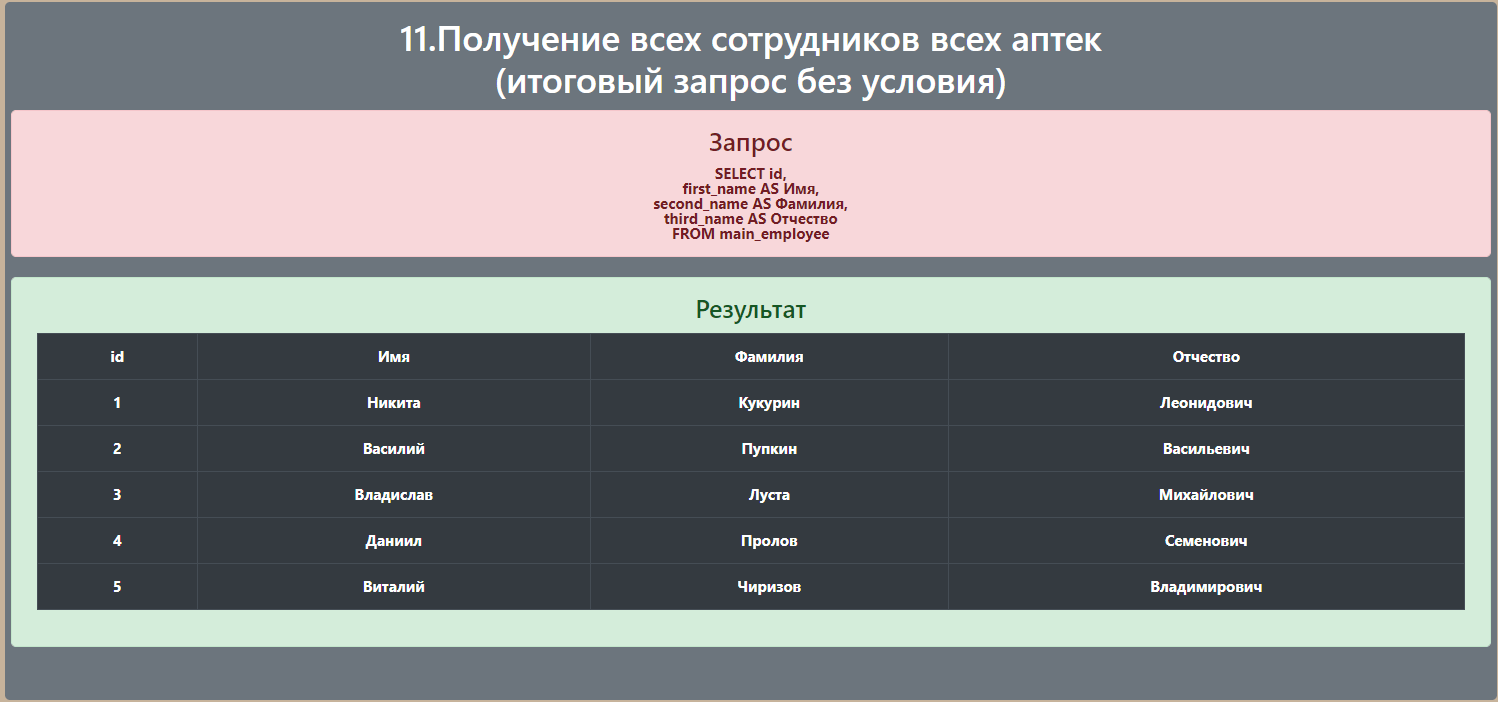 11.Получение всех сотрудников всех аптек
(итоговый запрос без условия)
Запрос
SELECT id,
first_name AS Имя,
second_name AS Фамилия,
third_name AS Отчество
FROM main_employee
Результат
id Имя Фамилия Отчество
1 Никита Кукурин Леонидович
2 Василий Пупкин Васильевич
3 Владислав Луста Михайлович
4 Даниил Пролов Семенович
5 Виталий Чиризов Владимирович